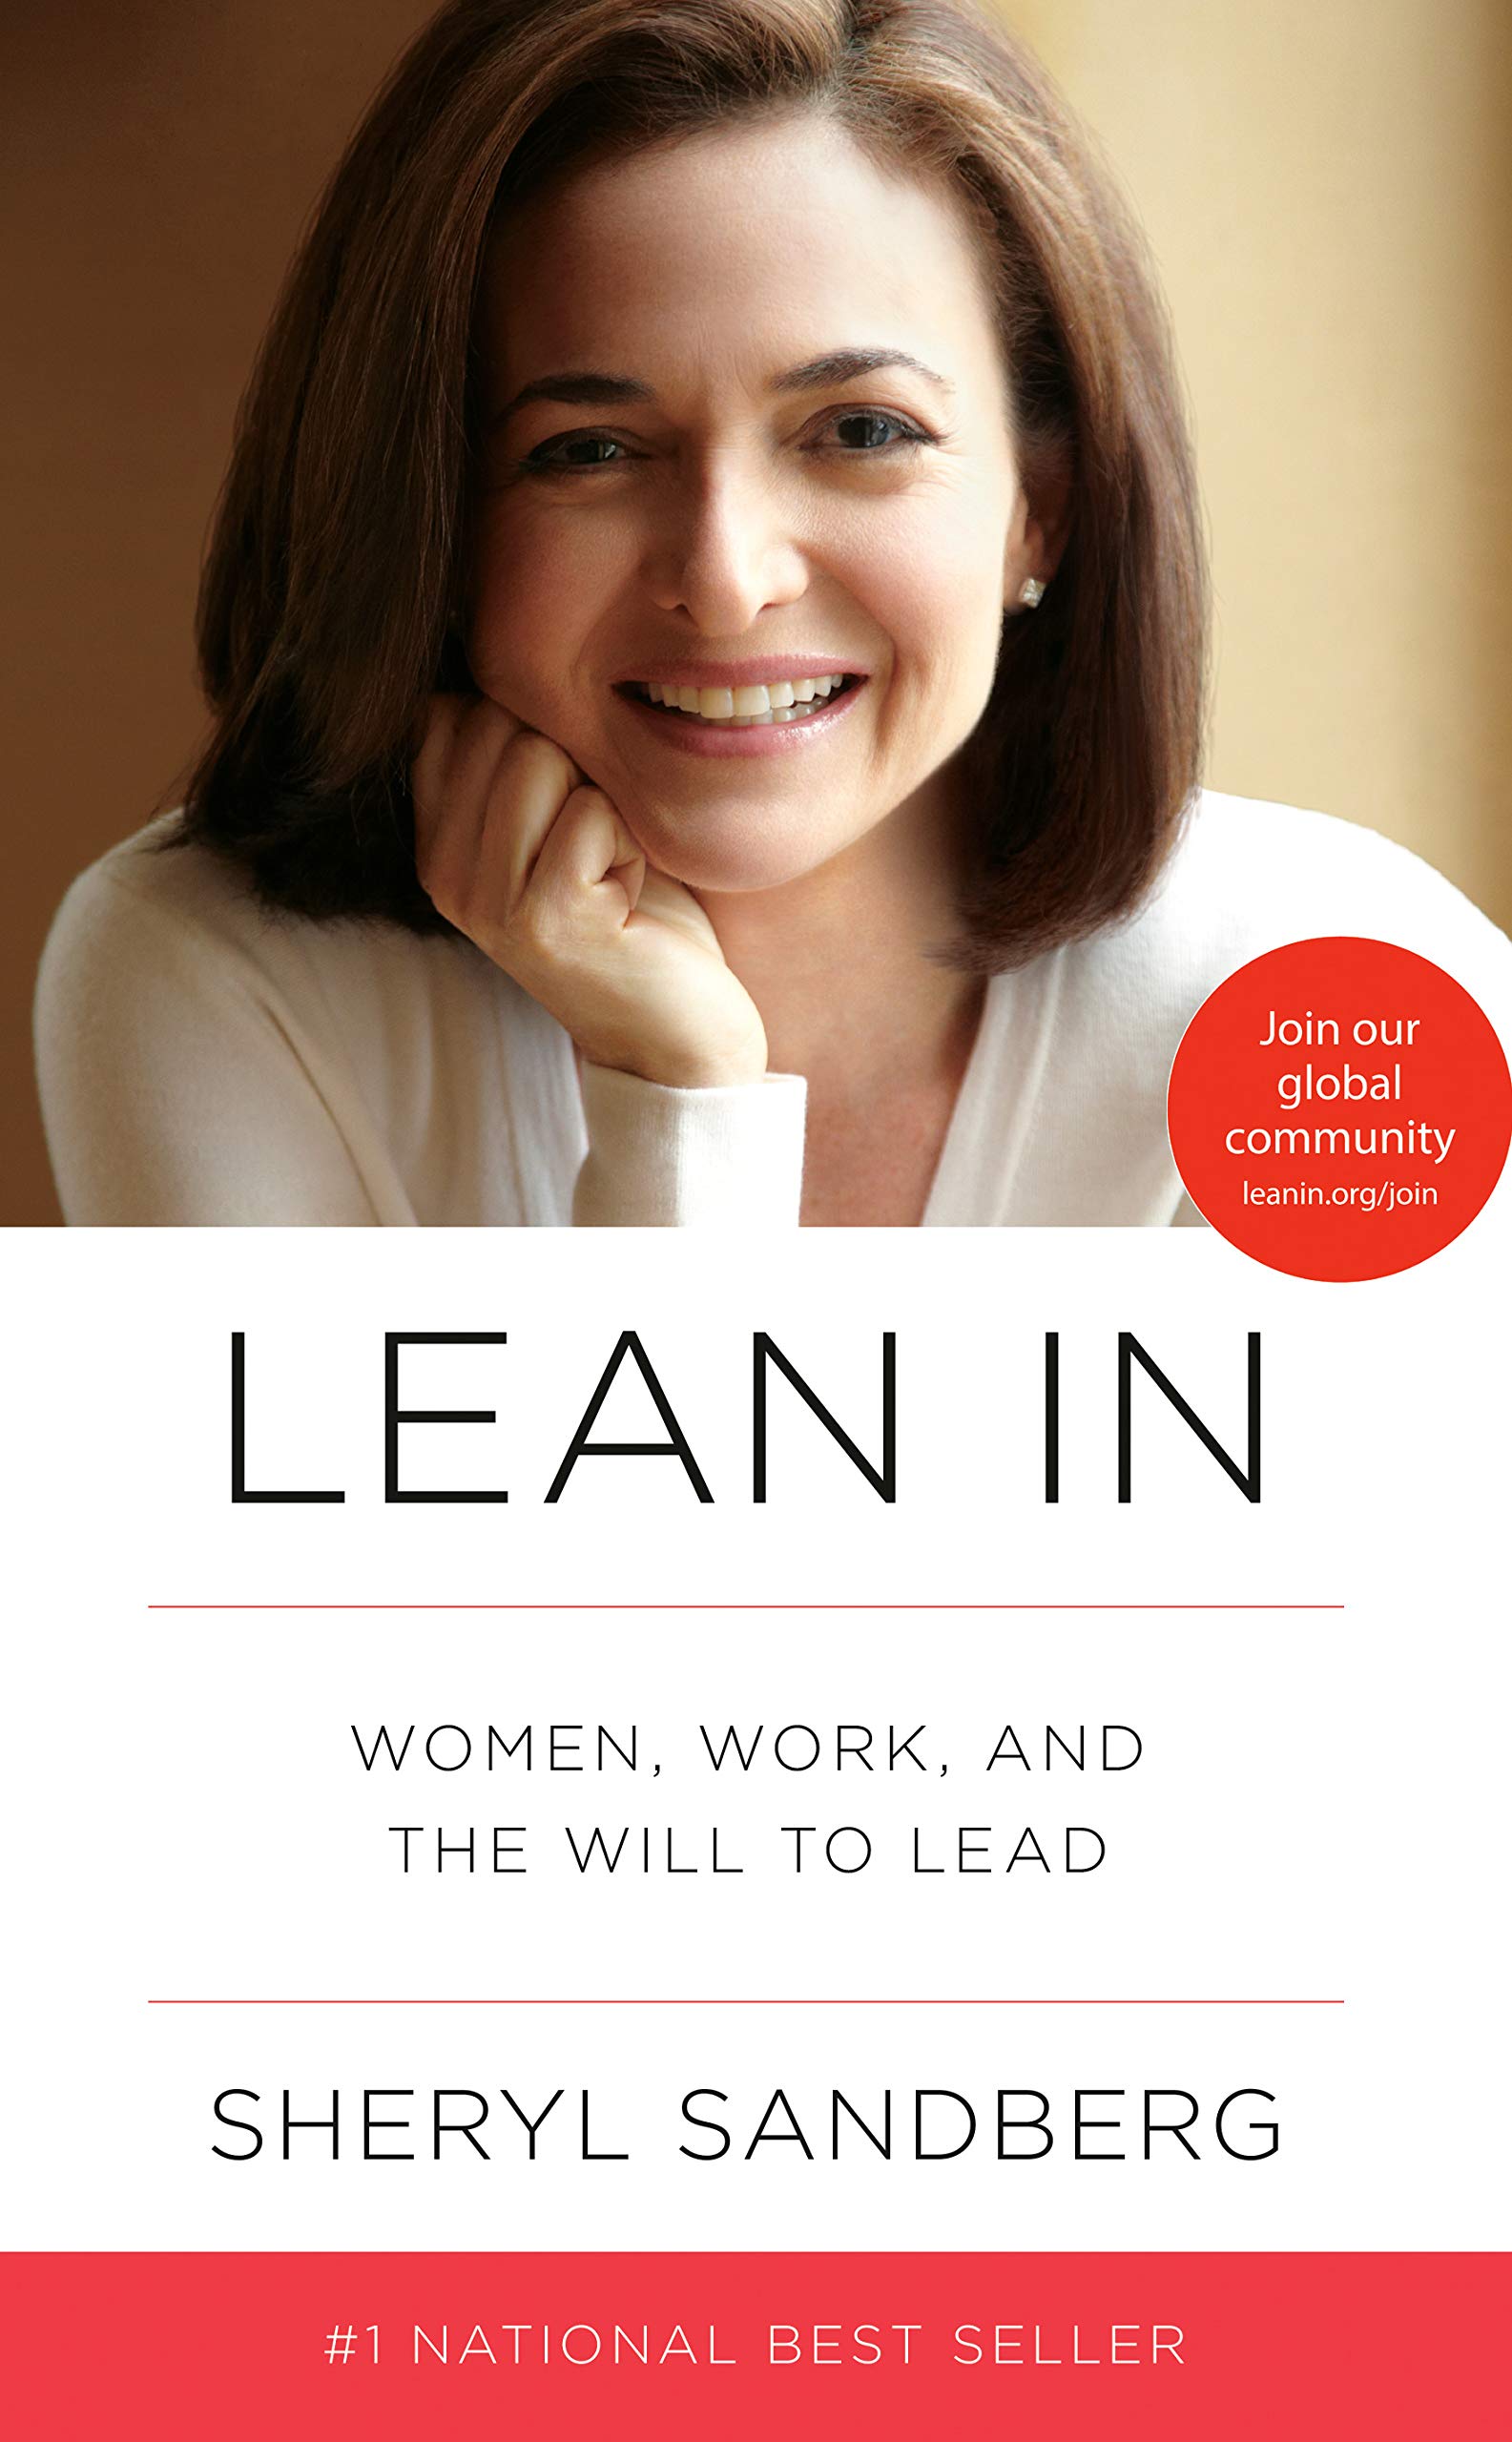 Join our
global
community
leanin.org/join
LEAN IN
WOMEN, WORK, AND
THE WILL TO LEAD
SHERYL SANDBERG
#1 NATIONAL BEST SELLER